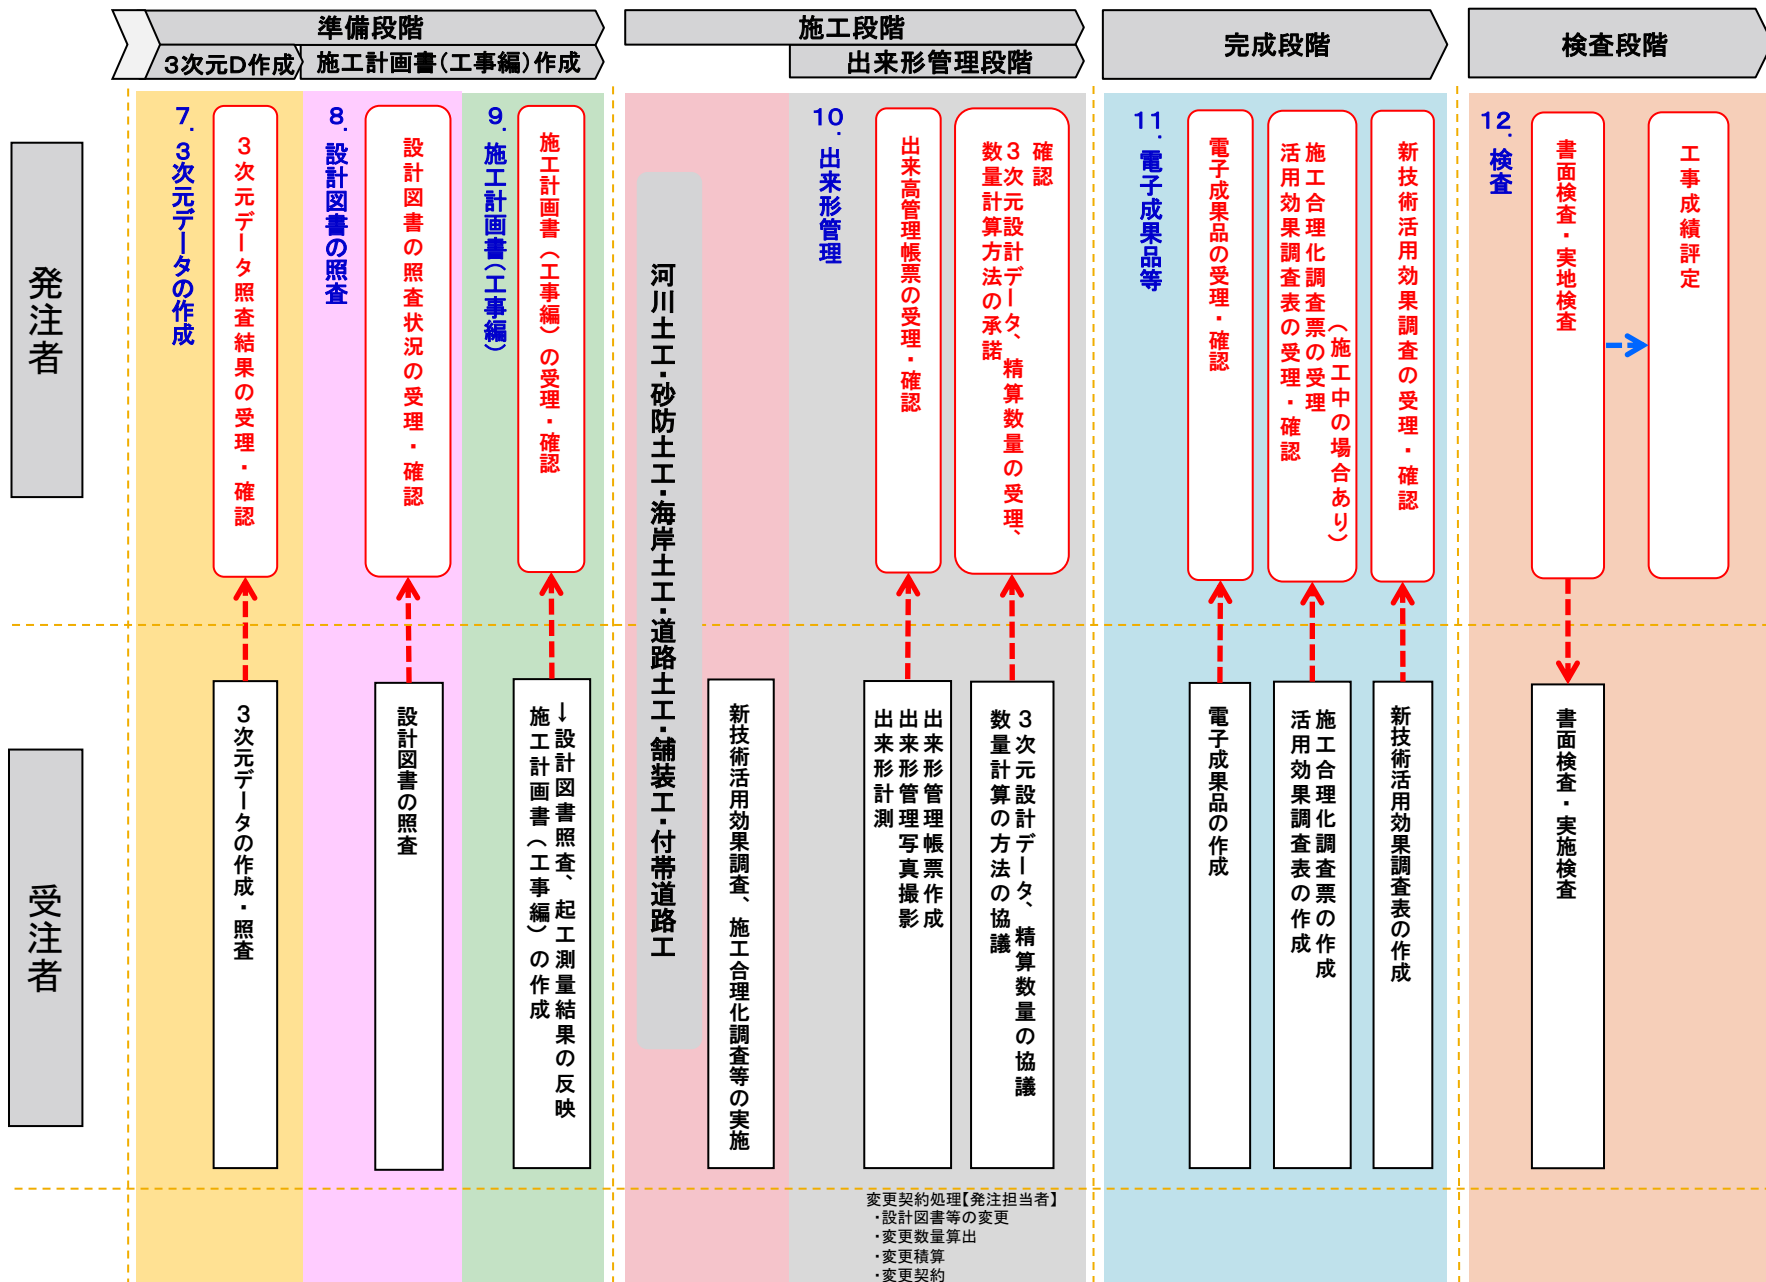 準備段階
3次元D作成
施工計画書(工事編)作成
施工段階
出来形管理段階
完成段階
検査段階
発注者
受注者
7.3次元データの作成
3次元データ照査結果の受理・確認
3次元データの作成・照査
8.設計図書の照査
設計図書の照査状況の受理・確認
設計図書の照査
9.施工計画書(工事編)
施工計画書(工事編)の受理・確認
↓設計図書照査、起工測量結果の反映
施工計画書(工事編)の作成
河川土工・砂防土工・海岸土工・道路土工・舗装工・付帯道路工
新技術活用効果調査、施工合理化調査等の実施
10.出来形管理
出来高管理帳票の受理・確認
確認
3次元設計データ、精算数量の受理、
数量計算方法の承諾
出来形管理帳票作成
出来形管理写真撮影
出来形計測
3次元設計データ、精算数量の協議
数量計算の方法の協議
変更契約処理【発注担当者】
・設計図書等の変更
・変更数量算出
・変更積算
・変更契約
11.電子成果品等
電子成果品の受理・確認
(施工中の場合あり)
施工合理化調査票の受理
活用効果調査表の受理・確認
新技術活用効果調査の受理・確認
電子成果品の作成
施工合理化調査票の作成
活用効果調査表の作成
新技術活用効果調査表の作成
12.検査
書面検査・実地検査
工事成績評定
書面検査・実施検査